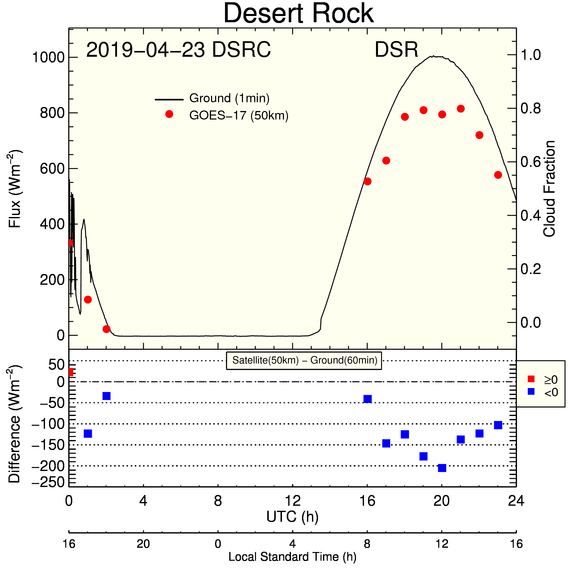 Desert Rock
2019−04−23 DSRC DSR
Ground (1min)
GOES−17 (50km)
Flux (Wm−2)
1000
800
600
400
200
0
Cloud Fraction
1.0
0.8
0.6
0.4
0.2
0.0
Satellite(50km) − Ground(60min)
Difference (Wm−2)
50
0
−50
−100
−150
−200
−250
≥0
<0
0 4 8 12 16 20 24
UTC (h)
16 20 0 4 8 12 16
Local Standard Time (h)